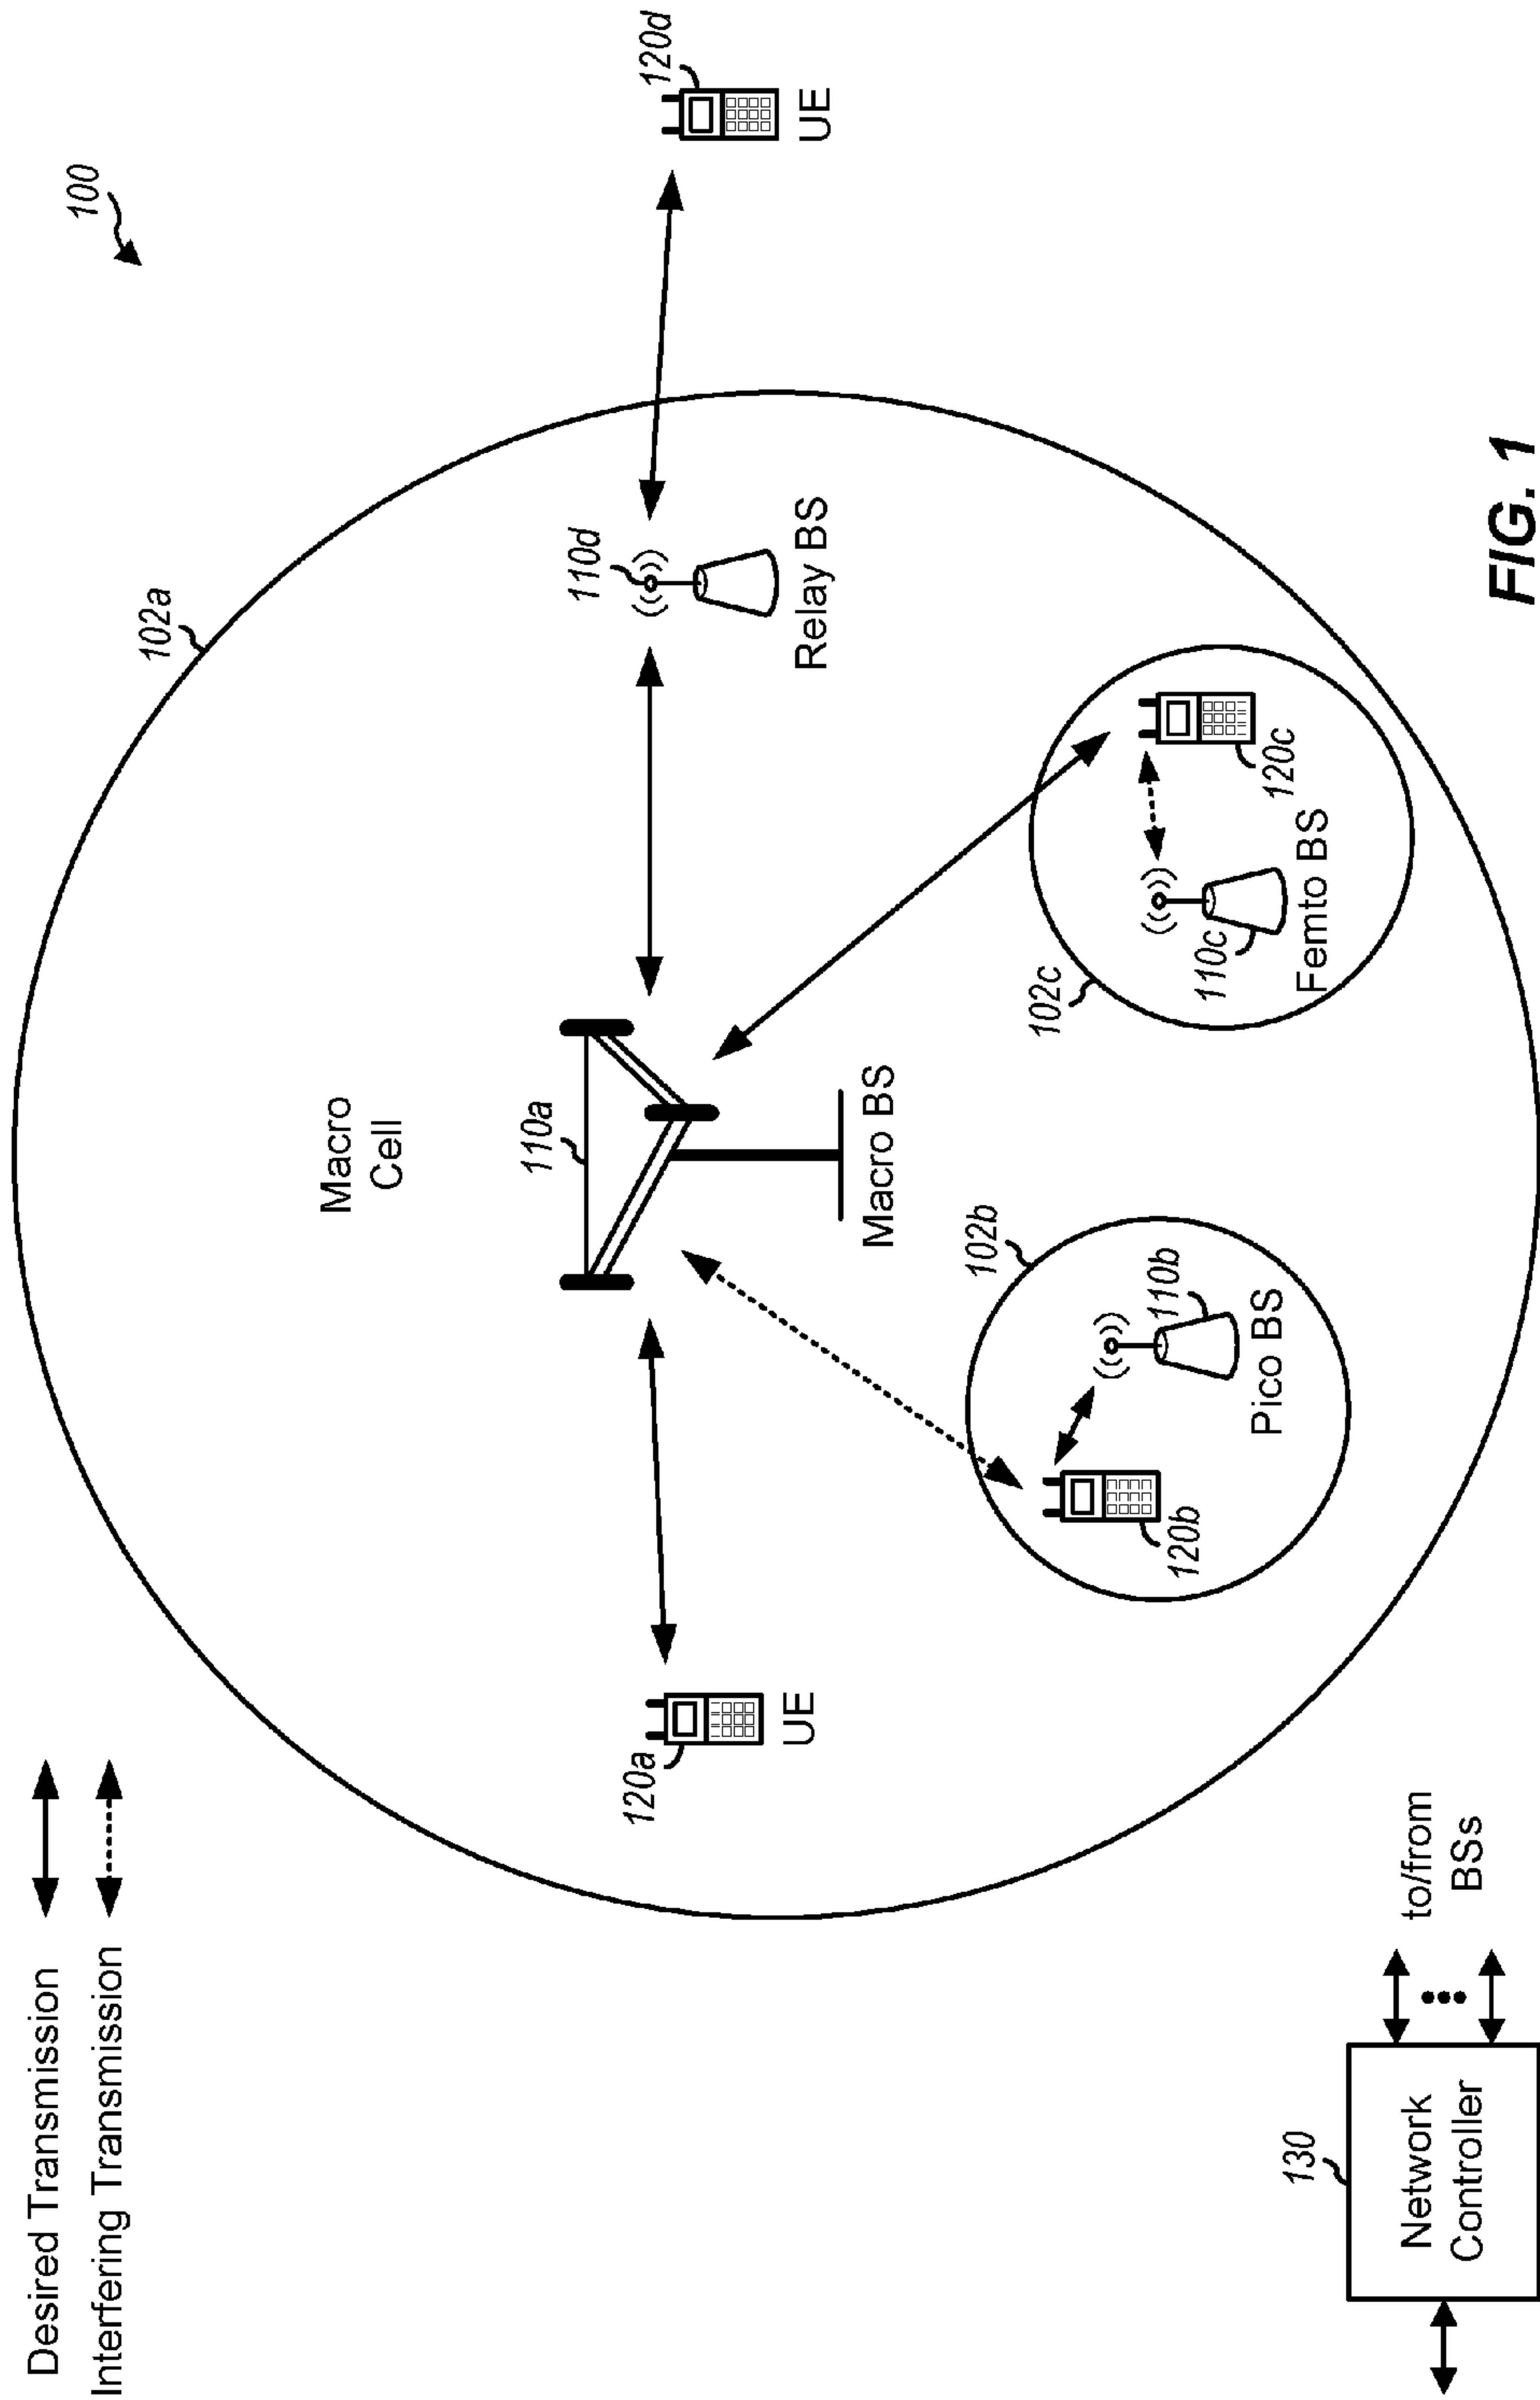 Desired Transmission
Interfering Transmission
100
102a
Macro
Cell
110a
Macro BS
120a
UE
110d
Relay BS
120d
UE
102b
110b
Pico BS
120b
102c
110c
Femto BS
120c
130
Network
Controller
to/from
BSs
FIG. 1